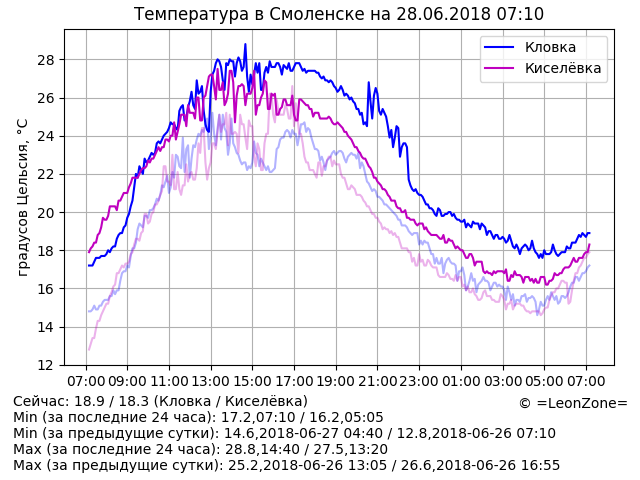 Температура в Смоленске на 28.06.2018 07:10
Кловка
Киселёвка
градусов Цельсия, °C
28
26
24
22
20
18
16
14
12
07:00 09:00 11:00 13:00 15:00 17:00 19:00 21:00 23:00 01:00 03:00 05:00 07:00
Сейчас: 18.9 / 18.3 (Кловка / Киселёвка)
© =LeonZone=
Min (за последние 24 часа): 17.2,07:10 / 16.2,05:05
Min (за предыдущие сутки): 14.6,2018-06-27 04:40 / 12.8,2018-06-26 07:10
Max (за последние 24 часа): 28.8,14:40 / 27.5,13:20
Max (за предыдущие сутки): 25.2,2018-06-26 13:05 / 26.6,2018-06-26 16:55